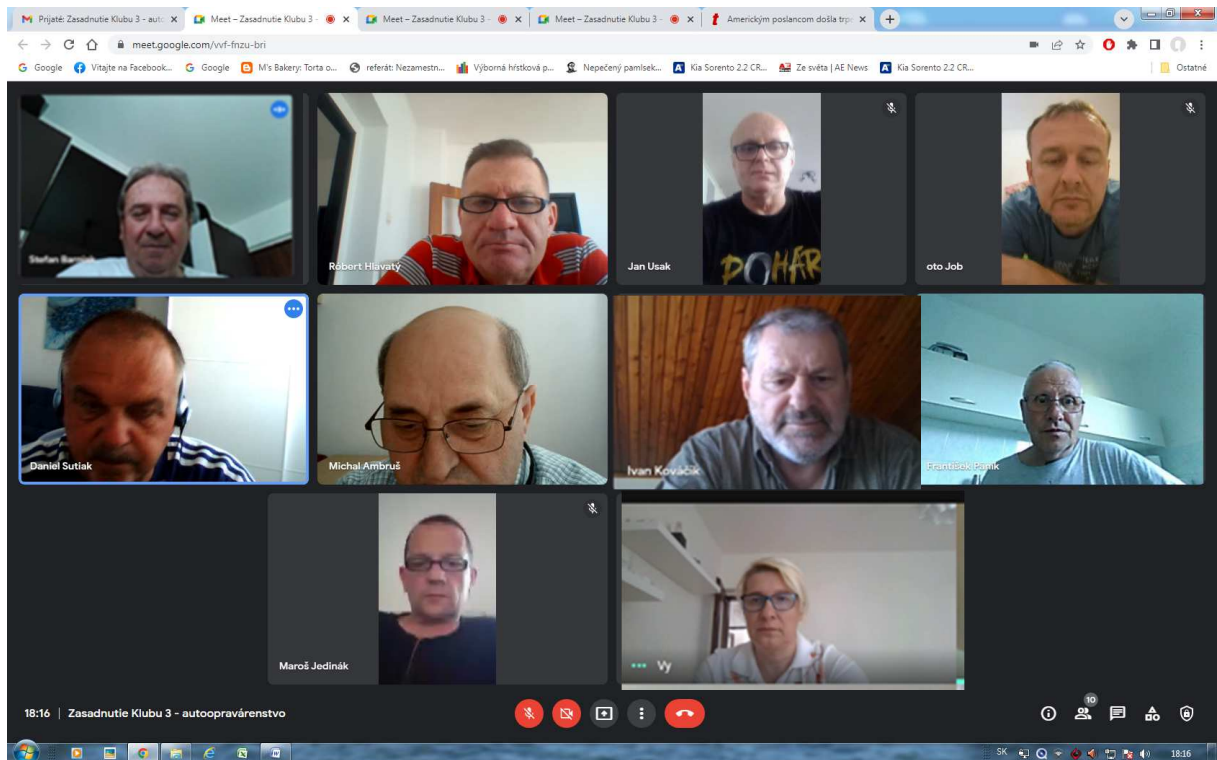 Prijaté: Zasadnutie Klubu 3 - auto
Meet – Zasadnutie Klubu 3 -
Meet – Zasadnutie Klubu 3 -
Meet – Zasadnutie Klubu 3 -
Americkým poslancom došla trp
meet.google.com/vvf-fnzu-bri
Google
Vitajte na Facebook...
Google
M's Bakery: Torta o...
referát: Nezamestn...
Výborná hŕstková p...
Nepečený pamlsek...
Kia Sorento 2.2 CR...
Ze světa | AE News
Kia Sorento 2.2 CR...
Ostatné
Stefan
Róbert Hlavatý
POHÁR
Jan Usak
oto Job
Daniel Sutiak
Michal Ambruš
Ivan Kováčik
František Pánik
Maroš Jedinák
Vy
18:16 | Zasadnutie Klubu 3 - autoopravárenstvo
10
SK
18:16